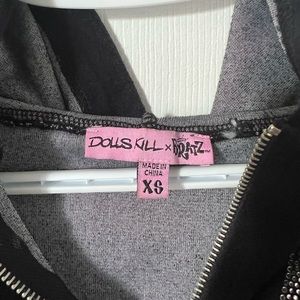 DOLLS KILL × BRATZ
MADE IN
CHINA
XS